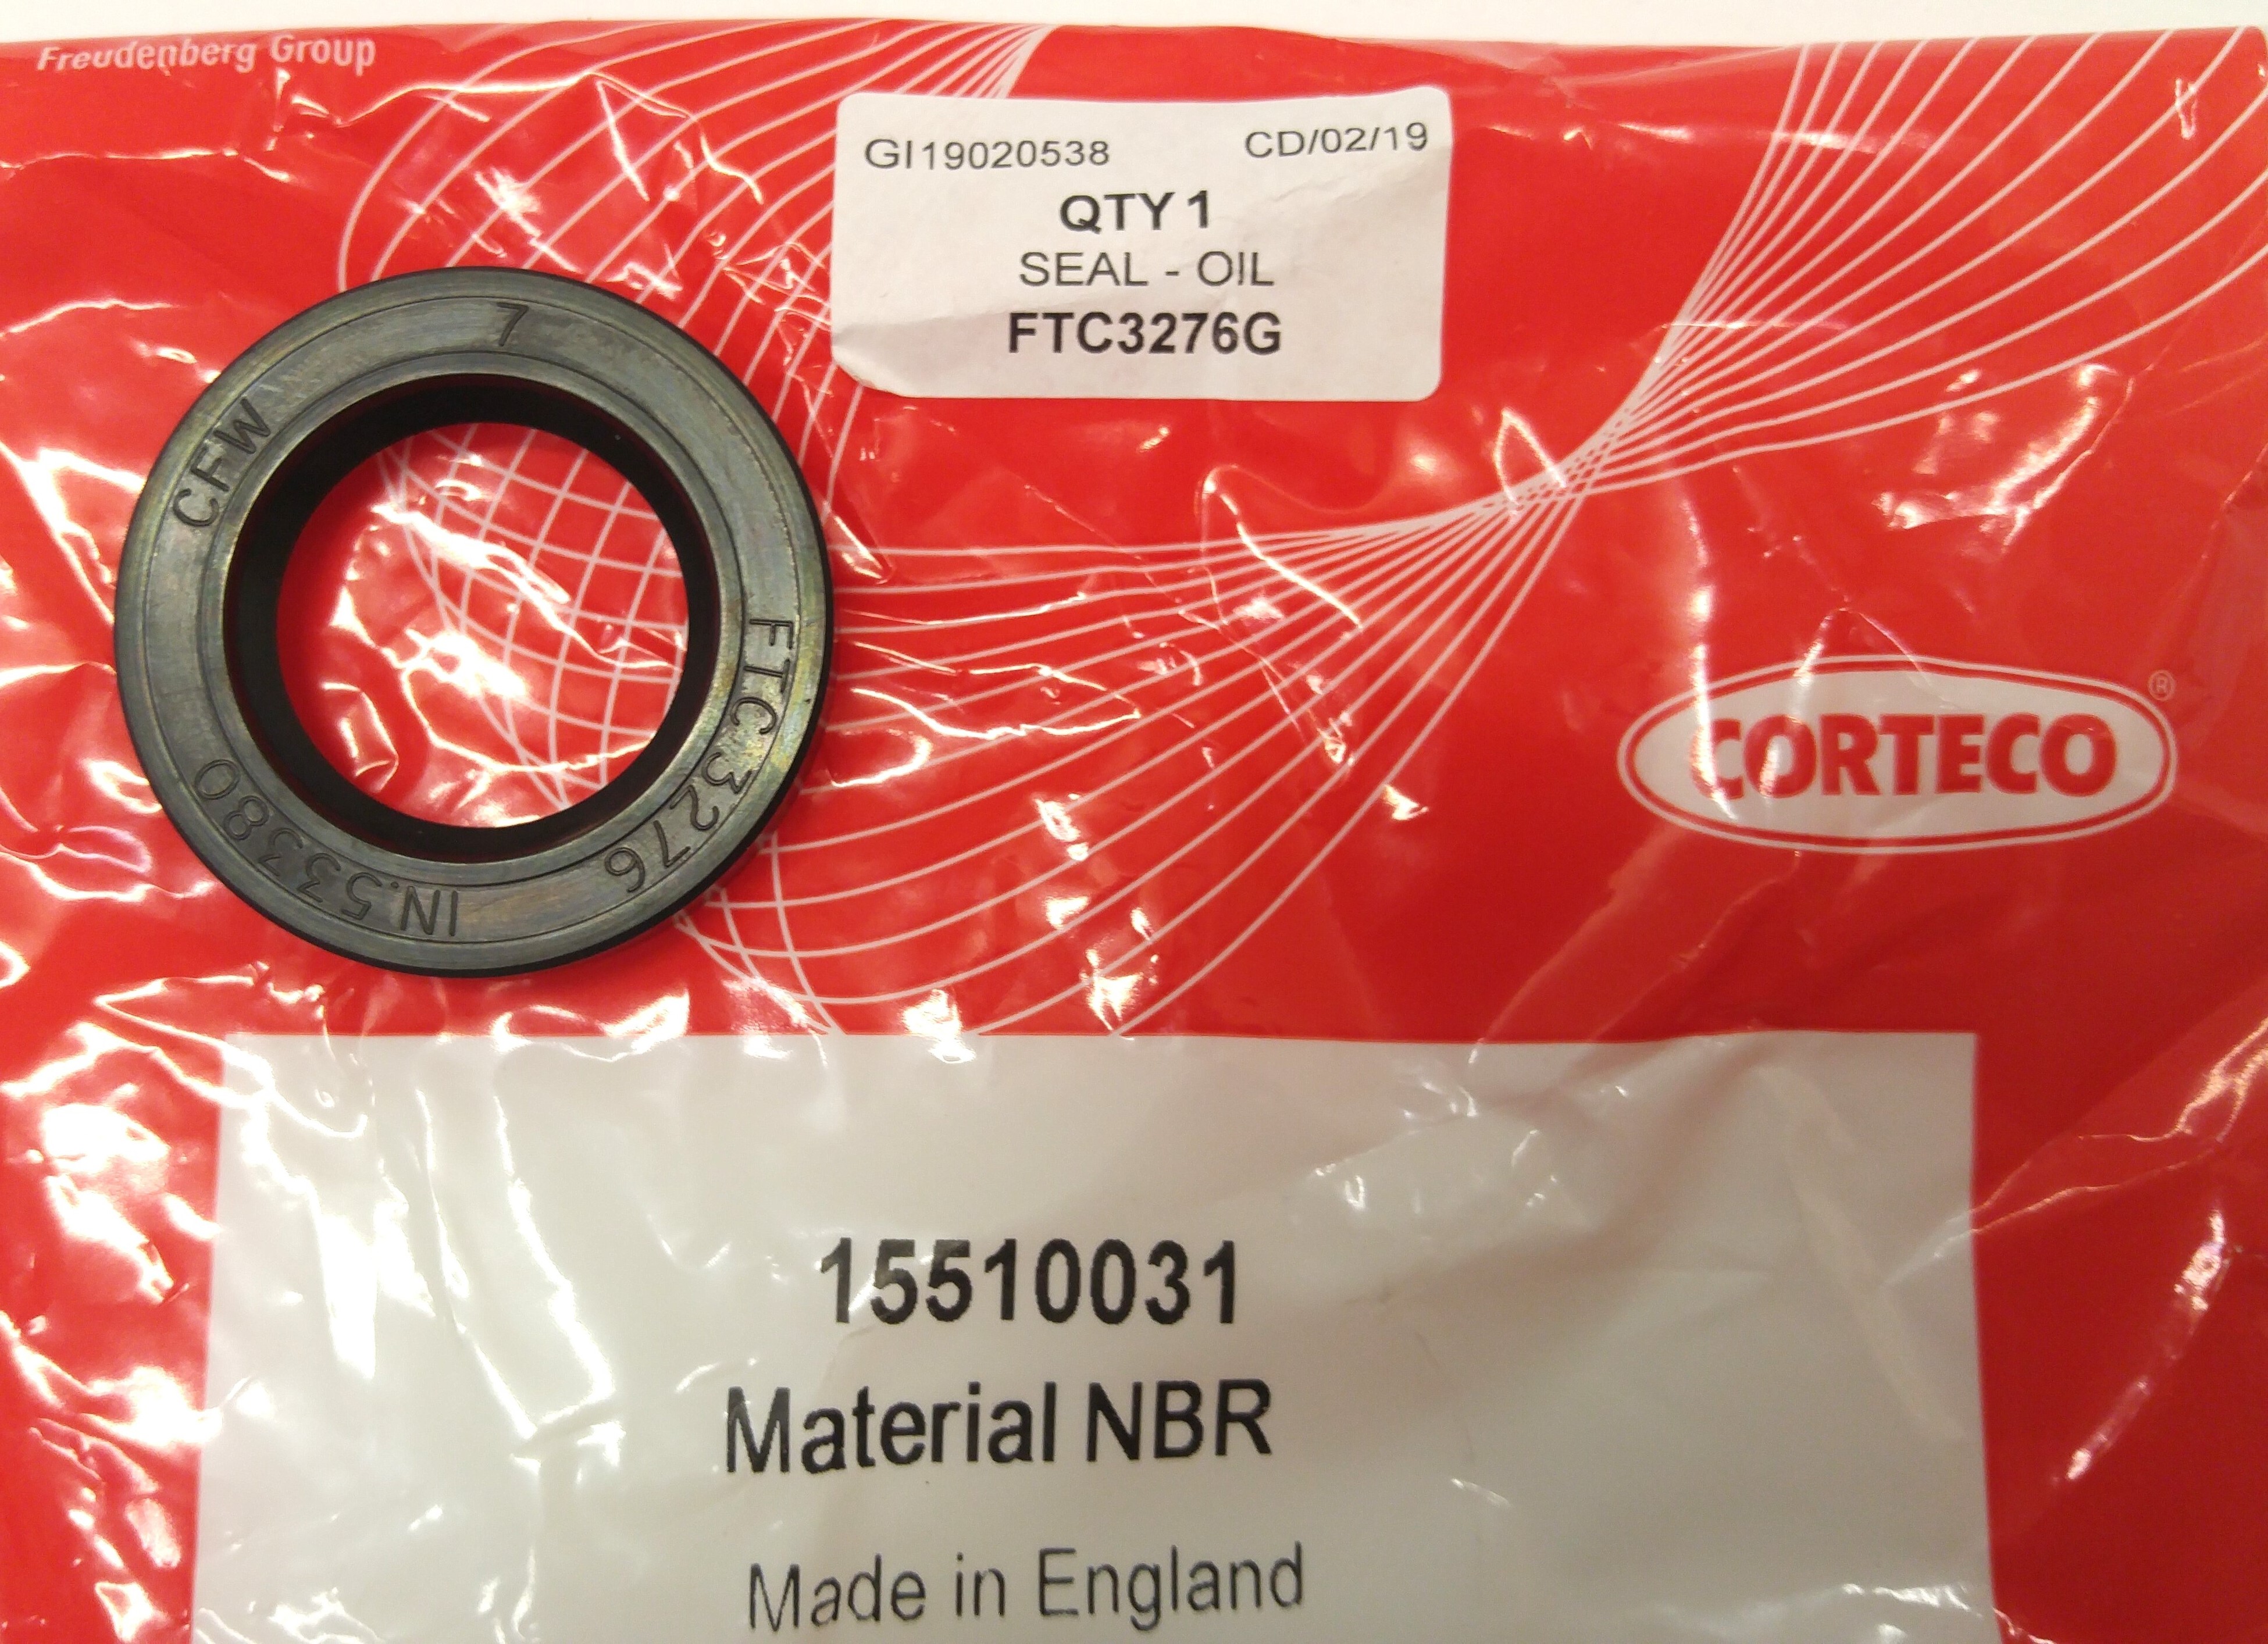 Freudenberg Group
GI19020538 CD/02/19
QTY 1
SEAL - OIL
FTC3276G
7
CFW
FTC3276
IN.53380
CORTECO ®
15510031
Material NBR
Made in England